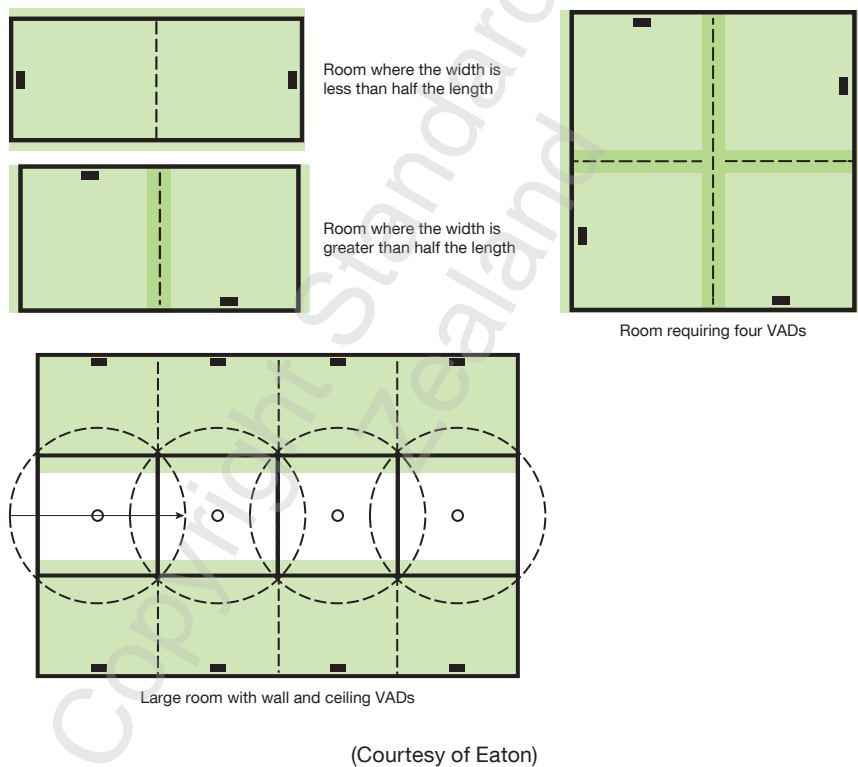 Room where the width is
less than half the length
Room where the width is
greater than half the length
Room requiring four VADs
Large room with wall and ceiling VADs
(Courtesy of Eaton)
Copyright Standard
Zealand